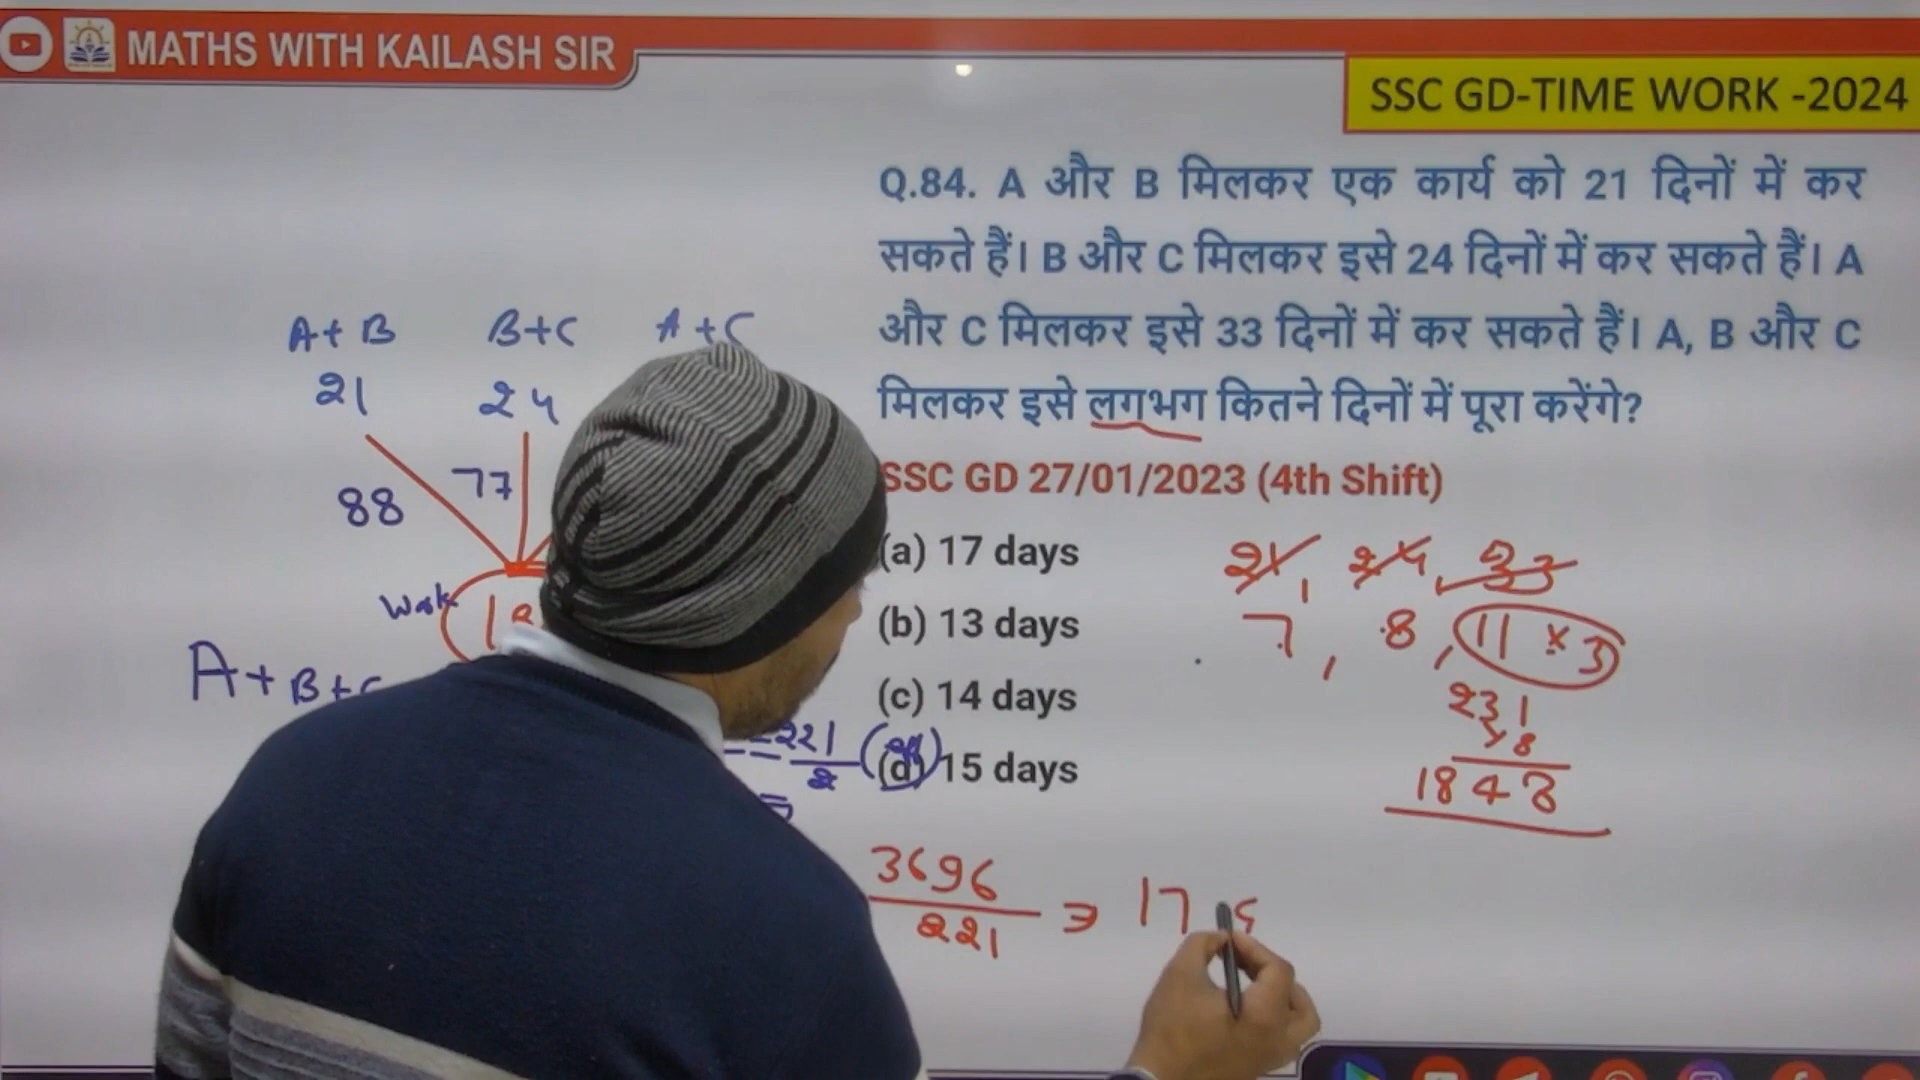 MATHS WITH KAILASH SIR
SSC GD-TIME WORK -2024
Q.84. A और B मिलकर एक कार्य को 21 दिनों में कर
सकते हैं। B और C मिलकर इसे 24 दिनों में कर सकते हैं। A
और C मिलकर इसे 33 दिनों में कर सकते हैं। A, B और C
मिलकर इसे लगभग कितने दिनों में पूरा करेंगे?
SSC GD 27/01/2023 (4th Shift)
(a) 17 days
(b) 13 days
(c) 14 days
(d) 15 days
A+B B+C A+C
21 24
88 77
Work
A+B+C
= 221
2
21, 24, 33
7, 8, 11 × 3
231
× 8
1848
3696
221
⇒ 17